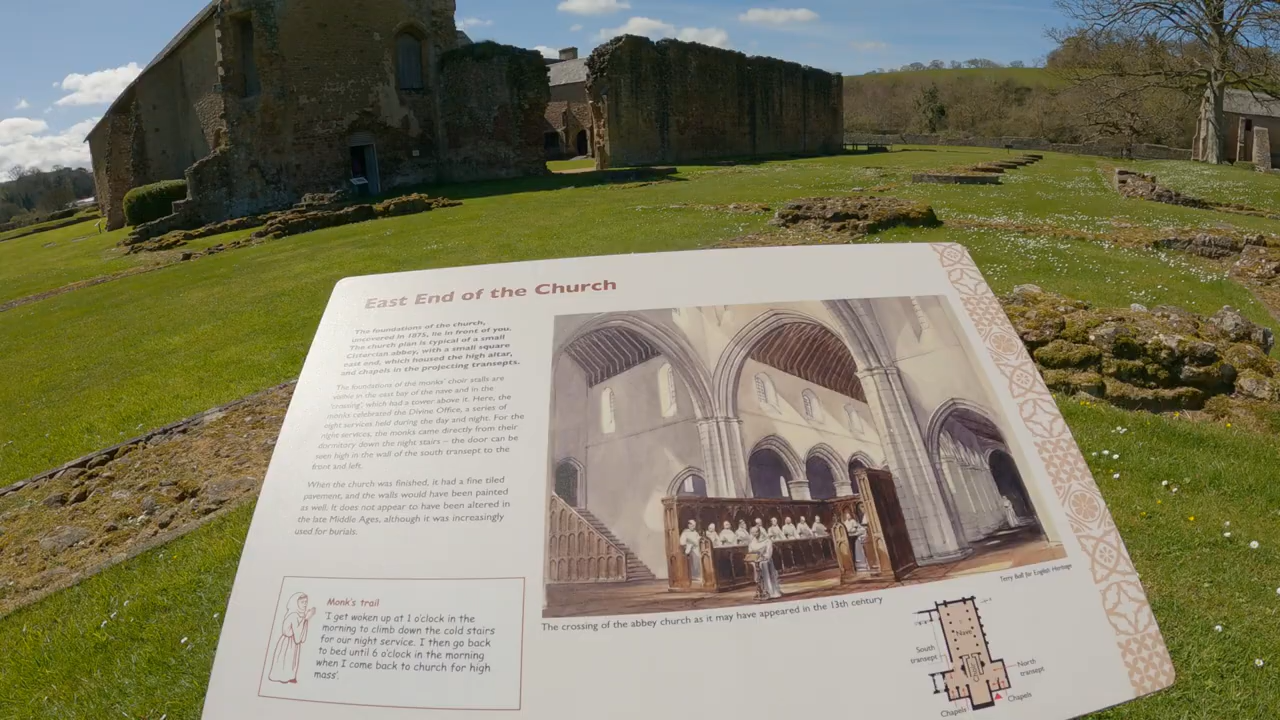 East End of the Church
The foundations of the church,
uncovered in 1875, lie in front of you.
The church plan is typical of a small
Cistercian abbey, with a small square
east end, which housed the high altar,
and chapels in the projecting transepts.
The foundations of the monks' choir stalls are
visible in the east bay of the nave and in the
'crossing', which had a tower above it. Here, the
monks celebrated the Divine Office, a series of
eight services held during the day and night. For the
night services, the monks came directly from their
dormitory down the night stairs – the door can be
seen high in the wall of the south transept to the
front and left.
When the church was finished, it had a fine tiled
pavement, and the walls would have been painted
as well. It does not appear to have been altered in
the late Middle Ages, although it was increasingly
used for burials.
Monk's trail
'I get woken up at 1 o'clock in the
morning to climb down the cold stairs
for our night service. I then go back
to bed until 6 o'clock in the morning
when I come back to church for high
mass'.
Terry Ball for English Heritage
The crossing of the abbey church as it may have appeared in the 13th century
Nave
South
transept
North
transept
Chapels
Chapels